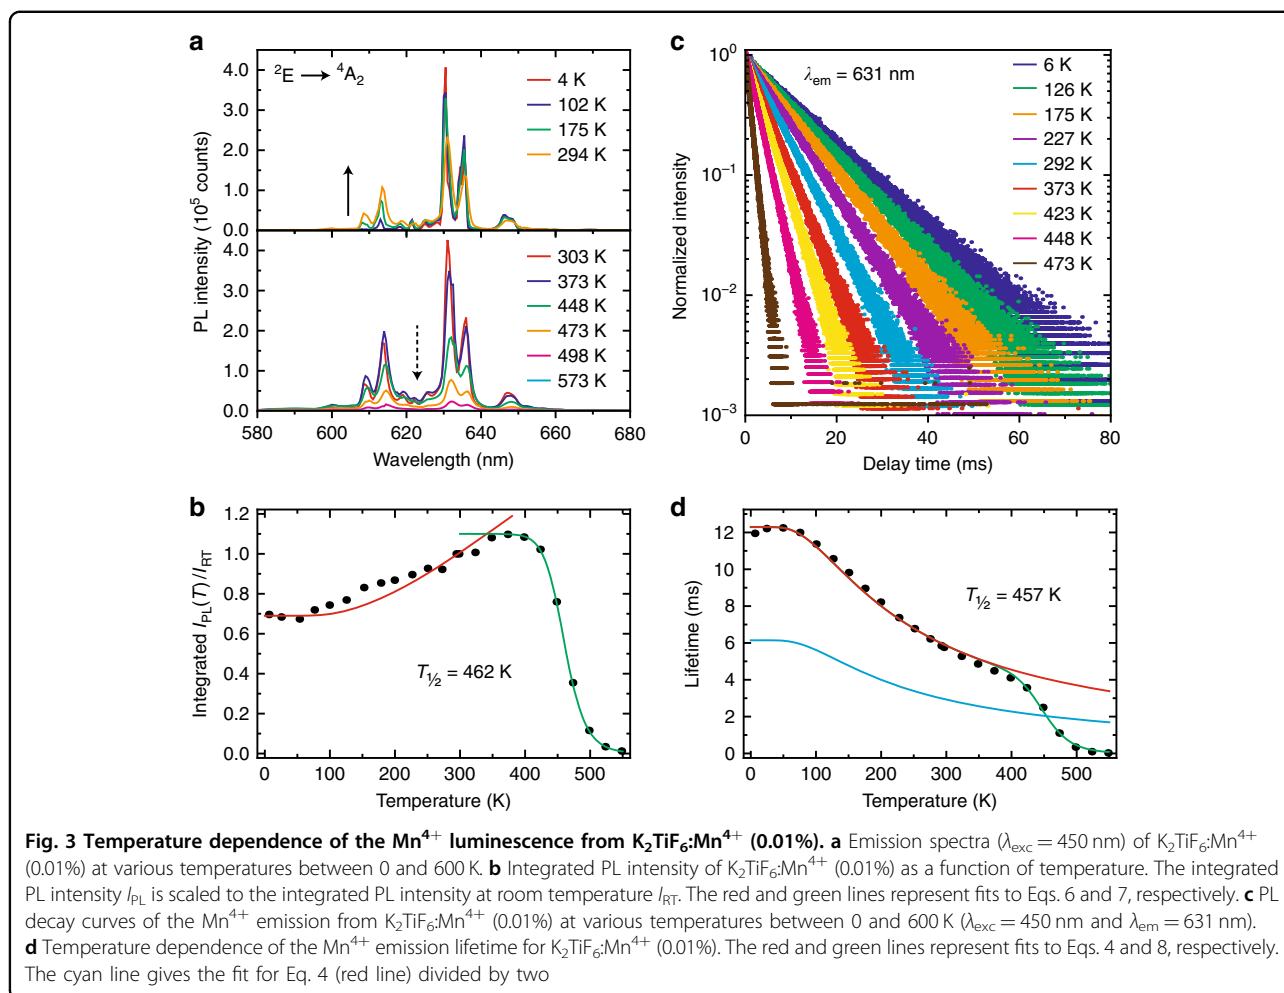 a
²E → ⁴A₂
4.0
3.0
2.0
1.0
0.0
4 K
102 K
175 K
294 K
PL intensity (10⁵ counts)
4.0
3.0
2.0
1.0
0.0
303 K
373 K
448 K
473 K
498 K
573 K
580 600 620 640 660 680
Wavelength (nm)
c
λem = 631 nm
10⁰
10⁻¹
10⁻²
10⁻³
Normalized intensity
6 K
126 K
175 K
227 K
292 K
373 K
423 K
448 K
473 K
0 20 40 60 80
Delay time (ms)
b
1.2
1.0
0.8
0.6
0.4
0.2
0.0
Integrated IPL(T)/IRT
T½ = 462 K
0 100 200 300 400 500
Temperature (K)
d
12
10
8
6
4
2
0
Lifetime (ms)
T½ = 457 K
0 100 200 300 400 500
Temperature (K)
Fig. 3 Temperature dependence of the Mn⁴⁺ luminescence from K₂TiF₆:Mn⁴⁺ (0.01%). a Emission spectra (λexc = 450 nm) of K₂TiF₆:Mn⁴⁺
(0.01%) at various temperatures between 0 and 600 K. b Integrated PL intensity of K₂TiF₆:Mn⁴⁺ (0.01%) as a function of temperature. The integrated
PL intensity IPL is scaled to the integrated PL intensity at room temperature IRT. The red and green lines represent fits to Eqs. 6 and 7, respectively. c PL
decay curves of the Mn⁴⁺ emission from K₂TiF₆:Mn⁴⁺ (0.01%) at various temperatures between 0 and 600 K (λexc = 450 nm and λem = 631 nm).
d Temperature dependence of the Mn⁴⁺ emission lifetime for K₂TiF₆:Mn⁴⁺ (0.01%). The red and green lines represent fits to Eqs. 4 and 8, respectively.
The cyan line gives the fit for Eq. 4 (red line) divided by two